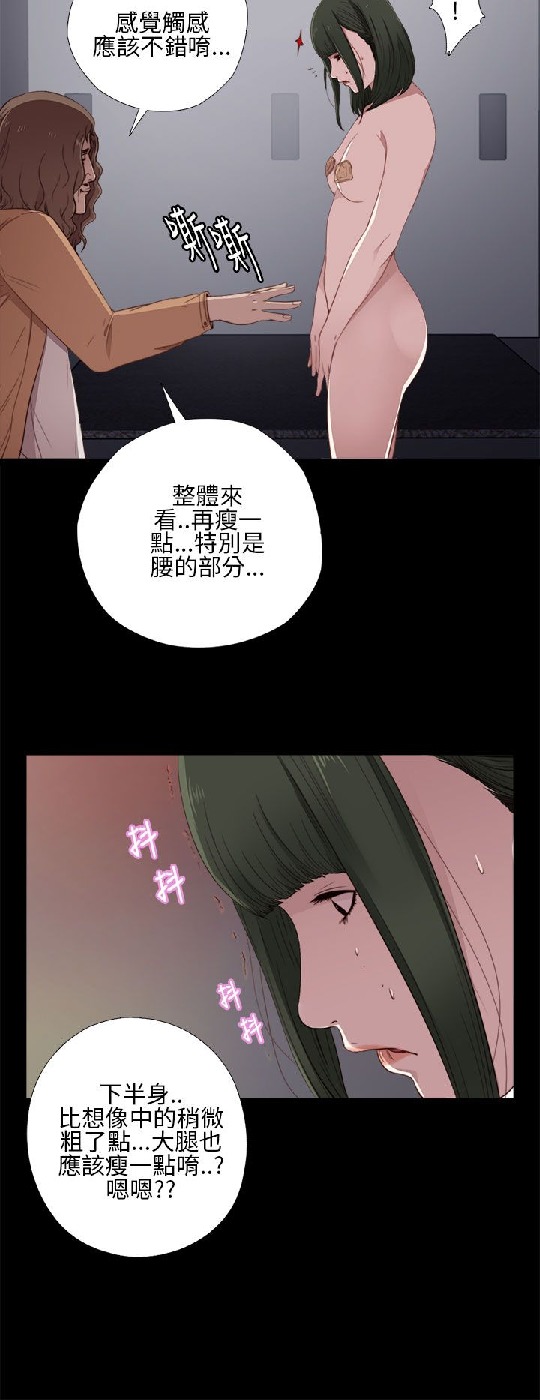 感覺觸感
應該不錯唷...
!
嘶嘶
整體來
看..再瘦一
點...特別是
腰的部分...
抖
抖
抖
抖
下半身..
比想像中的稍微
粗了點...大腿也
應該瘦一點唷..?
嗯嗯??